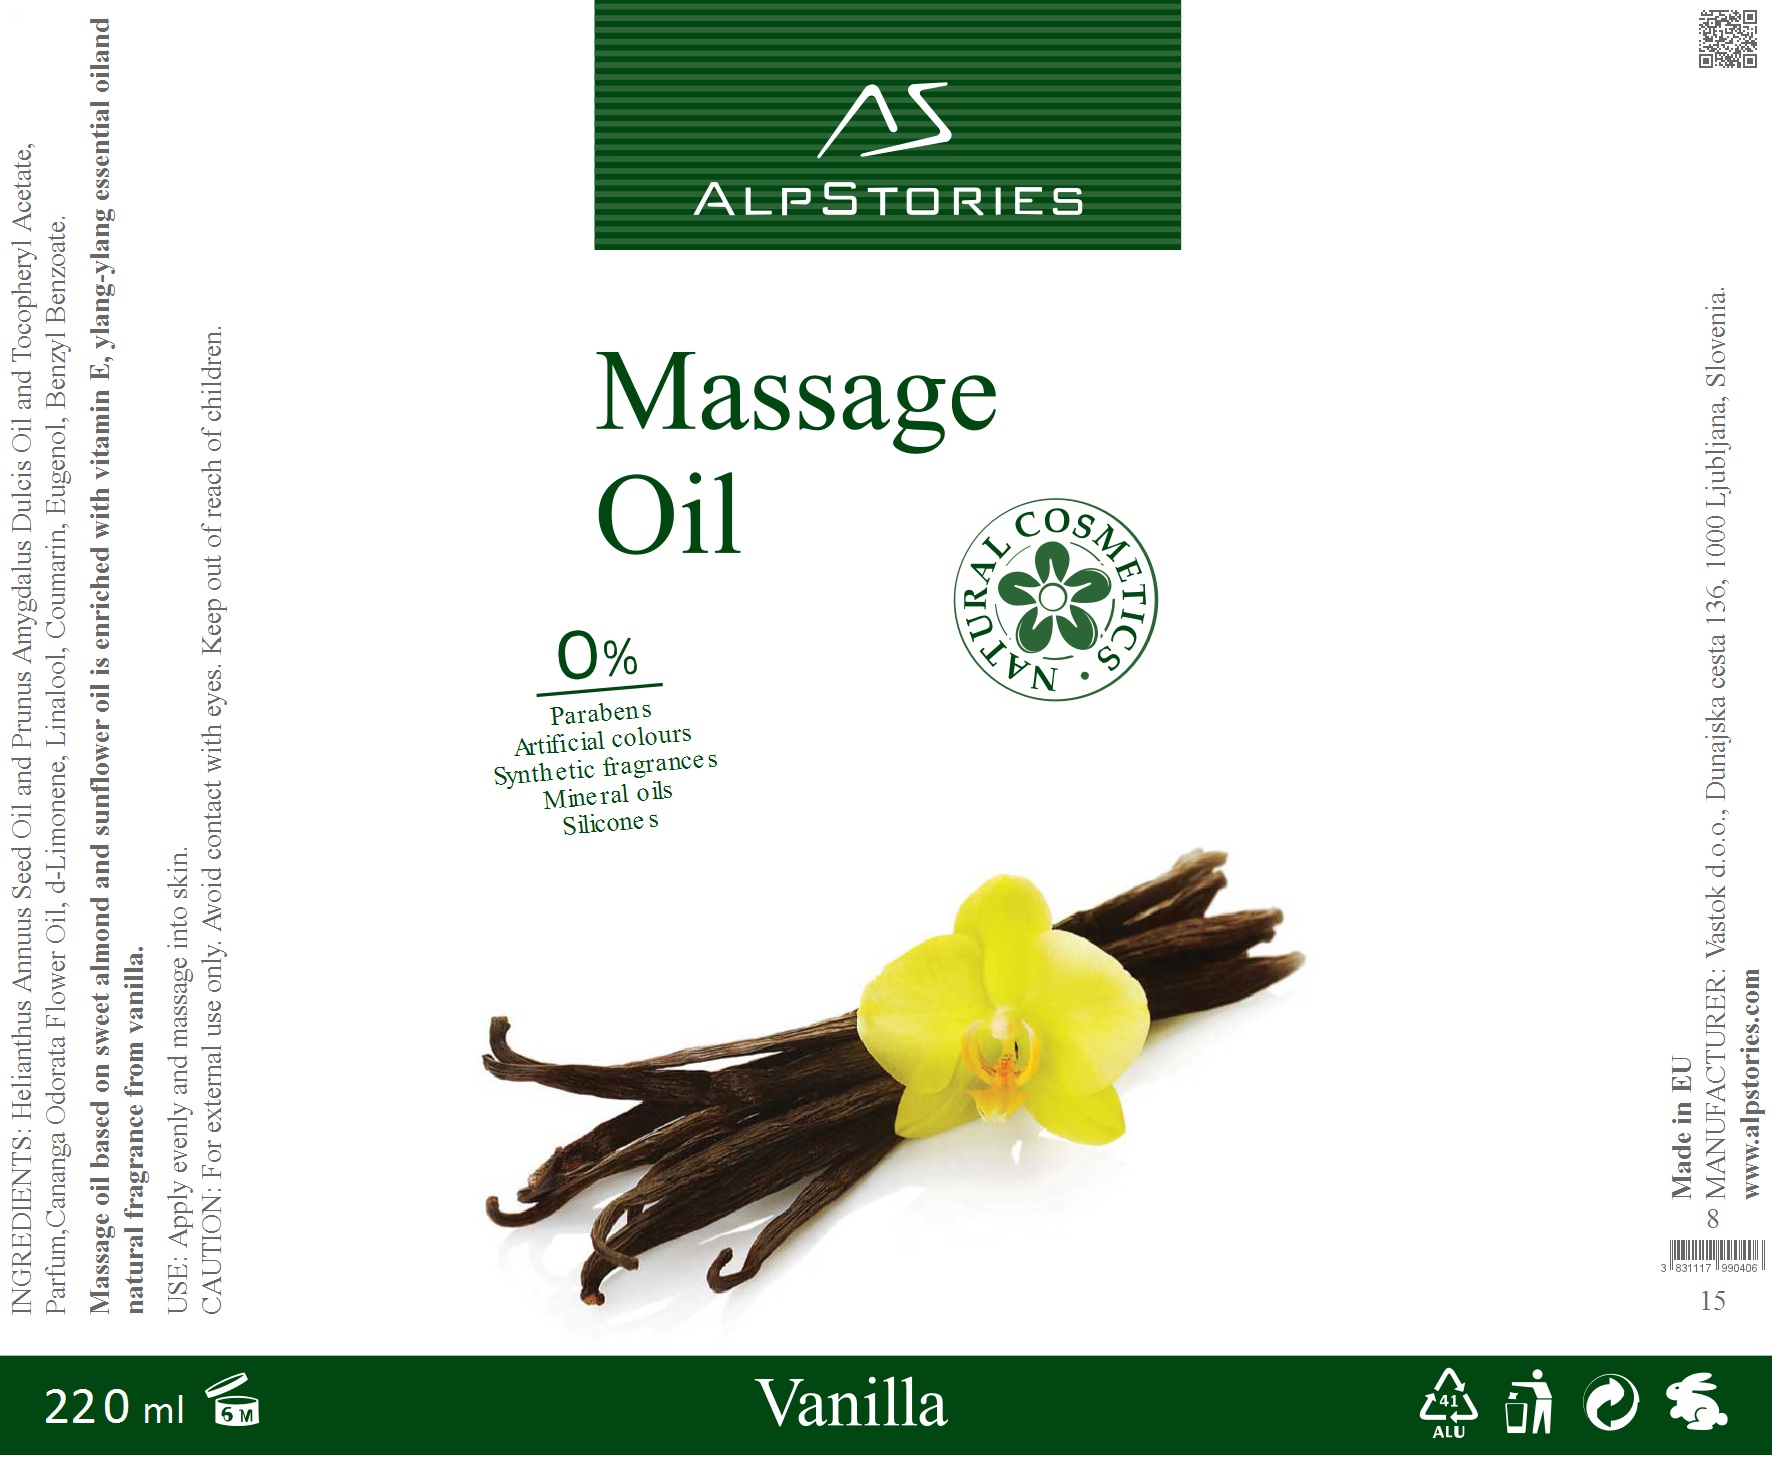 INGREDIENTS: Helianthus Annuus Seed Oil and Prunus Amygdalus Dulcis Oil and Tocopheryl Acetate,
Parfum,Cananga Odorata Flower Oil, d-Limonene, Linalool, Coumarin, Eugenol, Benzyl Benzoate.
Massage oil based on sweet almond and sunflower oil is enriched with vitamin E, ylang-ylang essential oiland
natural fragrance from vanilla.
USE: Apply evenly and massage into skin.
CAUTION: For external use only. Avoid contact with eyes. Keep out of reach of children.
AS
ALPSTORIES
Massage
Oil
NATURAL COSMETICS •
0%
Parabens
Artificial colours
Synthetic fragrances
Mineral oils
Silicones
Made in EU
MANUFACTURER: Vastok d.o.o., Dunajska cesta 136, 1000 Ljubljana, Slovenia.
www.alpstories.com
8
3 831117 990406
15
220 ml
6 M
Vanilla
41
ALU